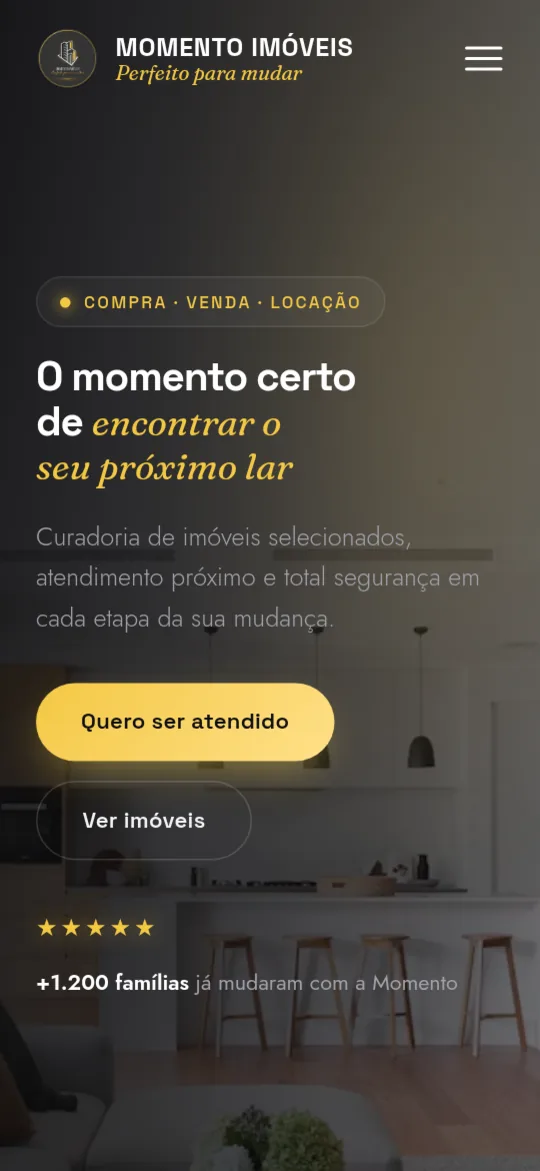 MOMENTO IMÓVEIS
Perfeito para mudar
COMPRA · VENDA · LOCAÇÃO
O momento certo
de encontrar o
seu próximo lar
Curadoria de imóveis selecionados,
atendimento próximo e total segurança em
cada etapa da sua mudança.
Quero ser atendido
Ver imóveis
★★★★★
+1.200 famílias já mudaram com a Momento